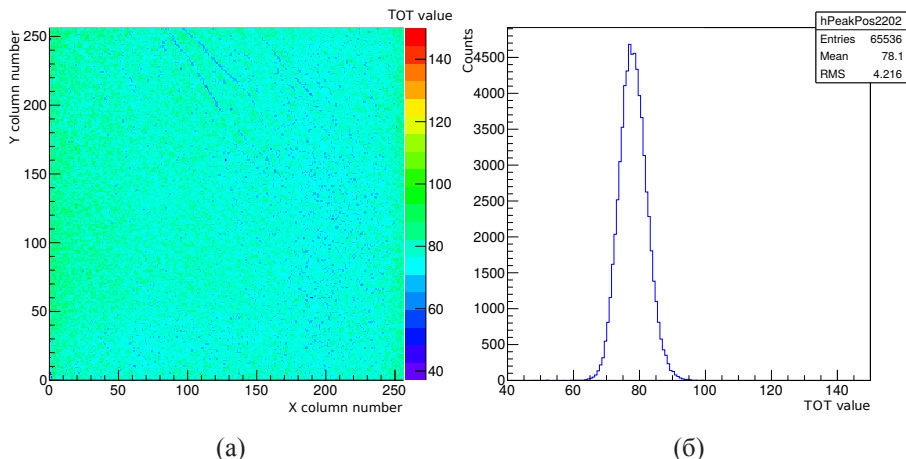 TOT value
Y column number
250
200
150
100
50
0
0 50 100 150 200 250
X column number
140
120
100
80
60
40
(а)
hPeakPos2202
Entries 65536
Mean 78.1
RMS 4.216
Counts
4500
4000
3500
3000
2500
2000
1500
1000
500
0
40 60 80 100 120 140
TOT value
(б)